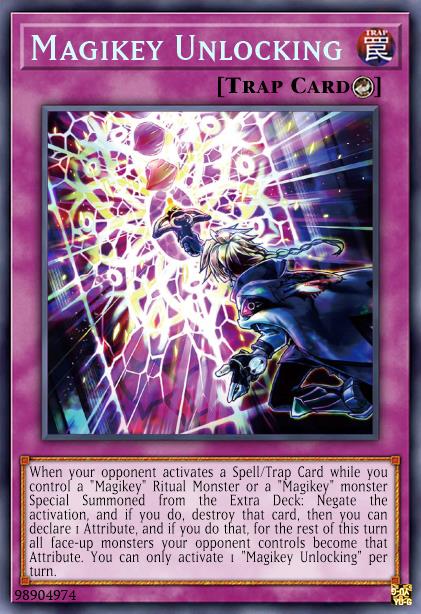 MAGIKEY UNLOCKING
TRAP
罠
[TRAP CARD]
When your opponent activates a Spell/Trap Card while you
control a "Magikey" Ritual Monster or a "Magikey" monster
Special Summoned from the Extra Deck: Negate the
activation, and if you do, destroy that card, then you can
declare 1 Attribute, and if you do that, for the rest of this turn
all face-up monsters your opponent controls become that
Attribute. You can only activate 1 "Magikey Unlocking" per
turn.
98904974